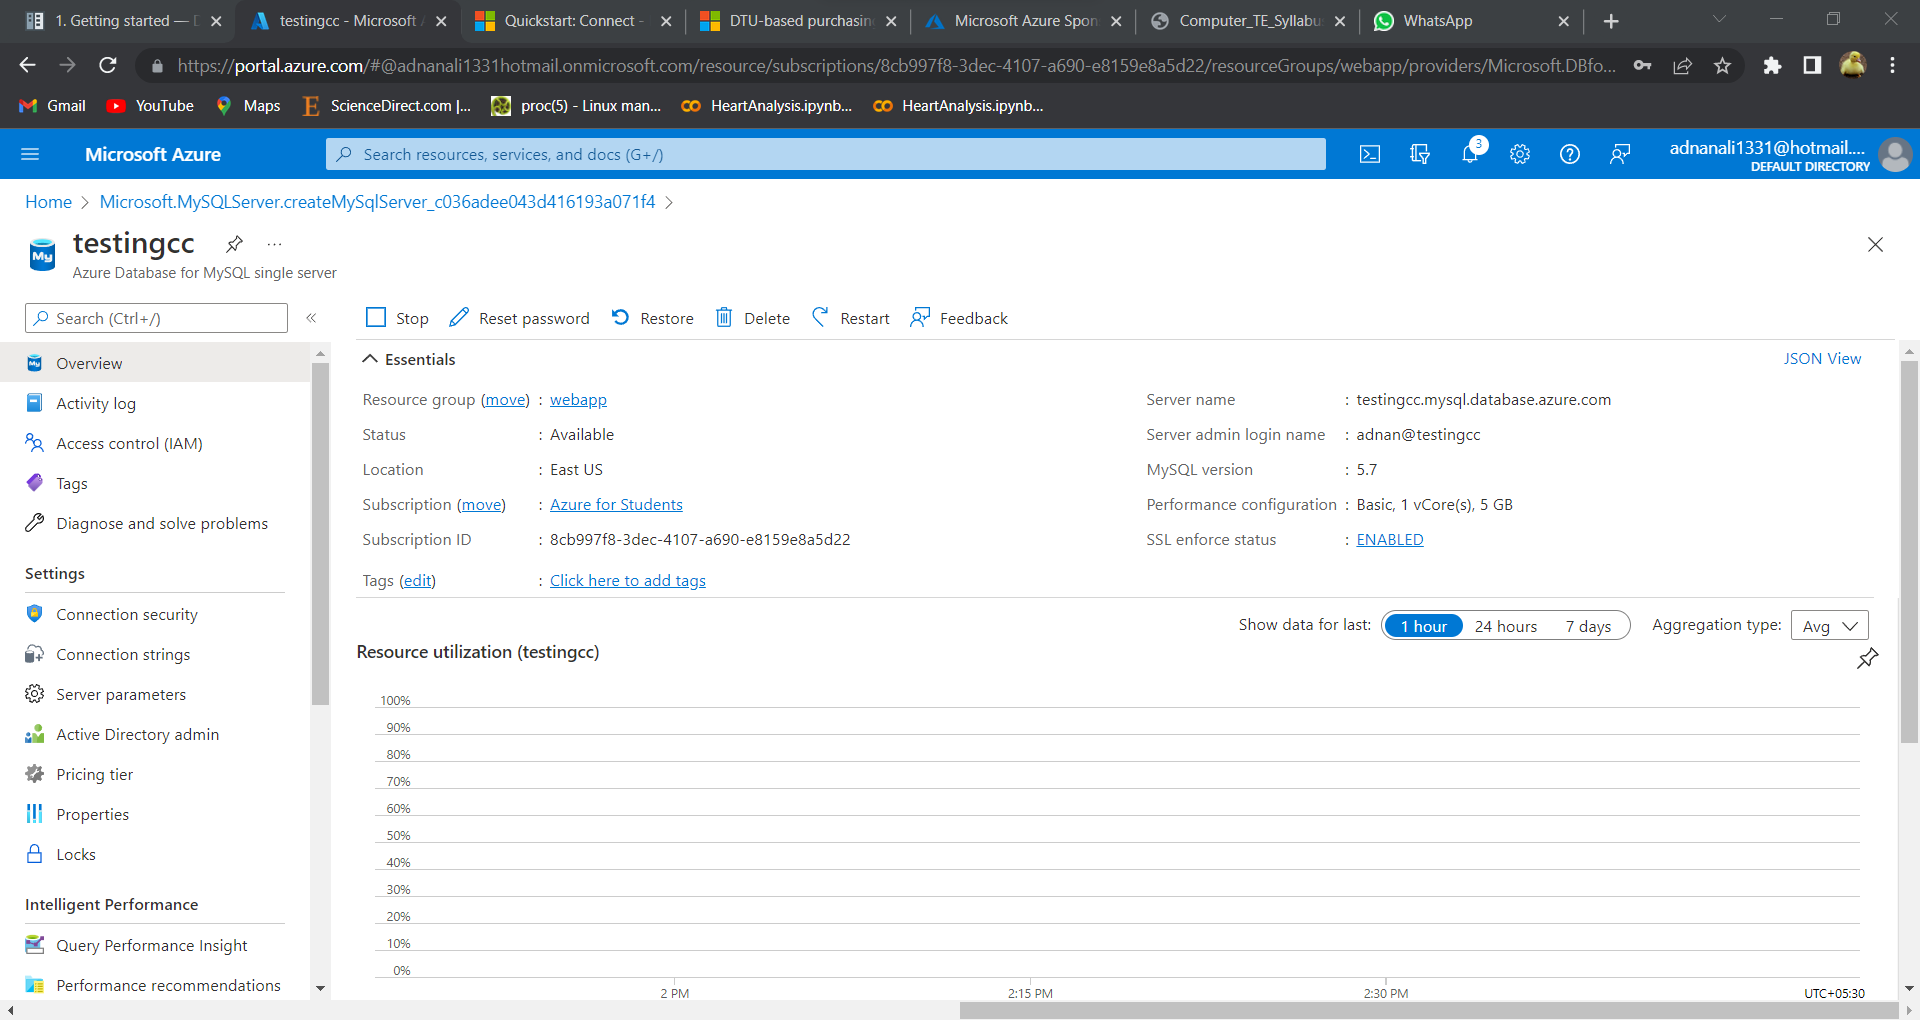 1. Getting started — D
testingcc - Microsoft A
Quickstart: Connect -
DTU-based purchasing
Microsoft Azure Spon
Computer_TE_Syllabu
WhatsApp
https://portal.azure.com/#@adnanali1331hotmail.onmicrosoft.com/resource/subscriptions/8cb997f8-3dec-4107-a690-e8159e8a5d22/resourceGroups/webapp/providers/Microsoft.DBfo...
Gmail
YouTube
Maps
ScienceDirect.com |...
proc(5) - Linux man...
HeartAnalysis.ipynb...
HeartAnalysis.ipynb...
Microsoft Azure
Search resources, services, and docs (G+/)
3
adnanali1331@hotmail....
DEFAULT DIRECTORY
Home > Microsoft.MySQLServer.createMySqlServer_c036adee043d416193a071f4 >
My
testingcc
...
Azure Database for MySQL single server
Search (Ctrl+/)
«
Stop
Reset password
Restore
Delete
Restart
Feedback
Overview
Activity log
Access control (IAM)
Tags
Diagnose and solve problems
Settings
Connection security
Connection strings
Server parameters
Active Directory admin
Pricing tier
Properties
Locks
Intelligent Performance
Query Performance Insight
Performance recommendations
Essentials
JSON View
Resource group (move) : webapp
Status : Available
Location : East US
Subscription (move) : Azure for Students
Subscription ID : 8cb997f8-3dec-4107-a690-e8159e8a5d22
Tags (edit) : Click here to add tags
Server name : testingcc.mysql.database.azure.com
Server admin login name : adnan@testingcc
MySQL version : 5.7
Performance configuration : Basic, 1 vCore(s), 5 GB
SSL enforce status : ENABLED
Show data for last:
1 hour
24 hours
7 days
Aggregation type:
Avg
Resource utilization (testingcc)
100%
90%
80%
70%
60%
50%
40%
30%
20%
10%
0%
2 PM
2:15 PM
2:30 PM
UTC+05:30